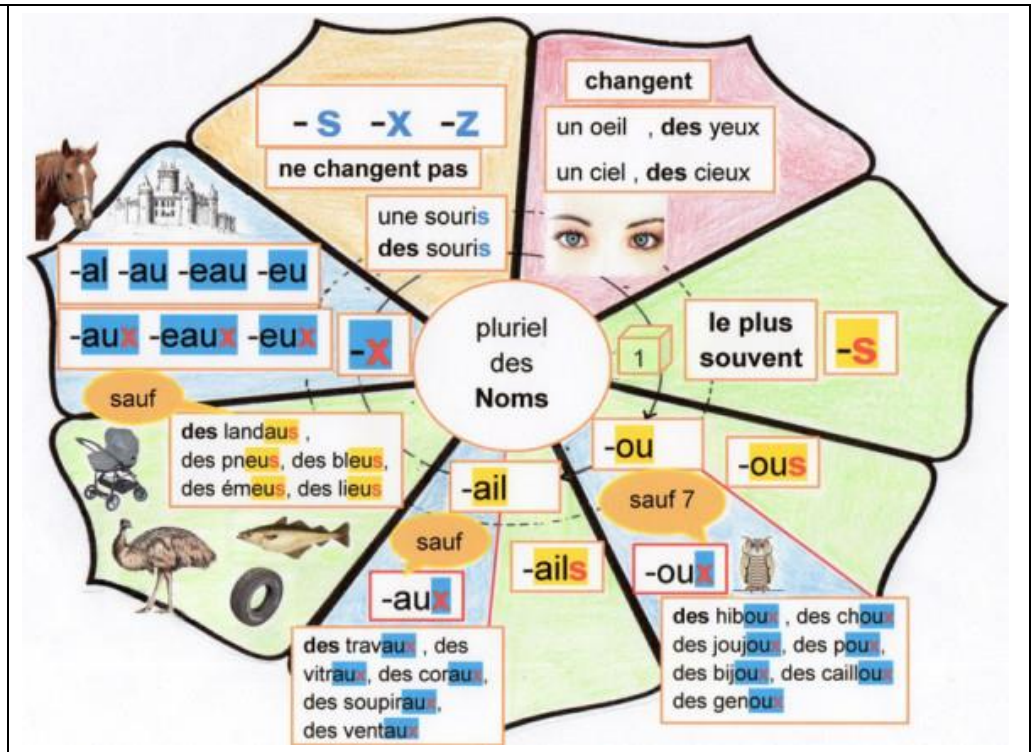 pluriel
des
Noms
1
le plus
souvent
-s
-ou
-ous
sauf 7
-oux
des hiboux , des choux
des joujoux, des poux,
des bijoux, des cailloux
des genoux
-ail
-ails
sauf
-aux
des travaux , des
vitraux, des coraux,
des soupiraux,
des ventaux
sauf
des landaus ,
des pneus, des bleus,
des émeus, des lieus
-al -au -eau -eu
-aux -eaux -eux
-x
-s -x -z
ne changent pas
une souris
des souris
changent
un oeil , des yeux
un ciel , des cieux